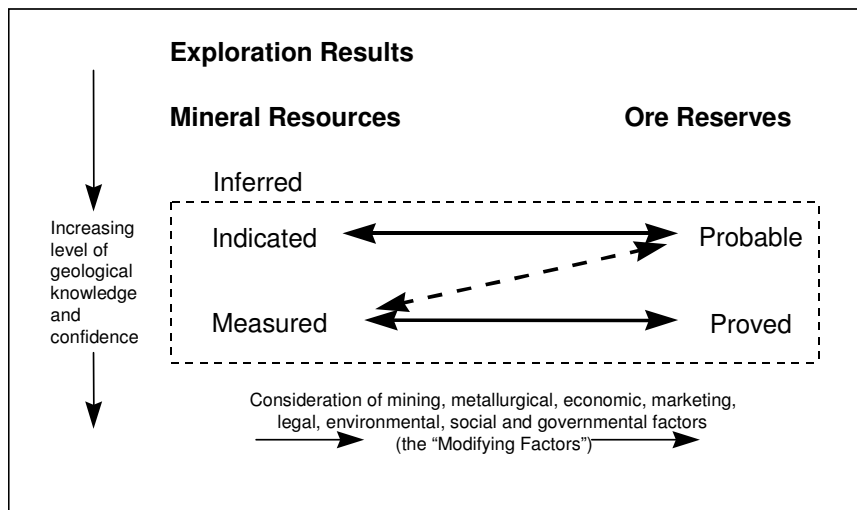 Exploration Results
Mineral Resources
Ore Reserves
Inferred
Indicated
Probable
Measured
Proved
Increasing
level of
geological
knowledge
and
confidence
Consideration of mining, metallurgical, economic, marketing,
legal, environmental, social and governmental factors
(the “Modifying Factors”)